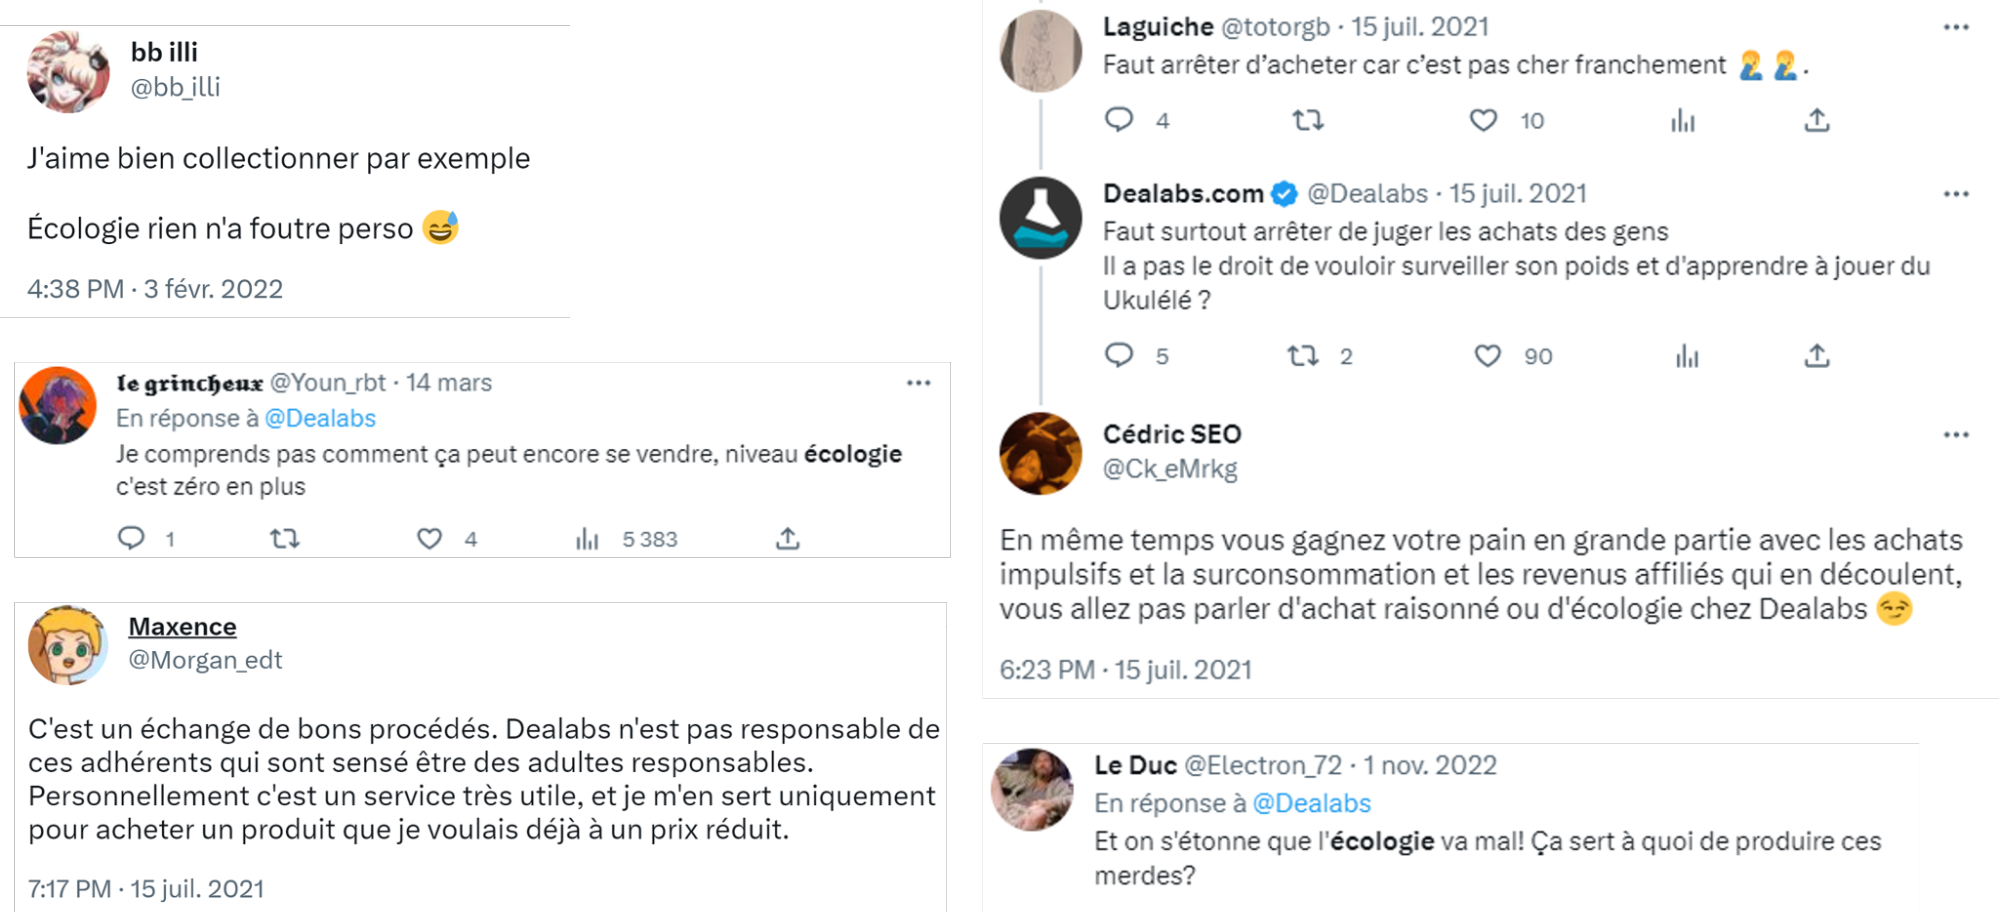 bb illi
@bb_illi
J'aime bien collectionner par exemple
Écologie rien n'a foutre perso 😅
4:38 PM · 3 févr. 2022
le grincheux @Youn_rbt · 14 mars
En réponse à @Dealabs
Je comprends pas comment ça peut encore se vendre, niveau écologie
c'est zéro en plus
1 4 5 383
Maxence
@Morgan_edt
C'est un échange de bons procédés. Dealabs n'est pas responsable de
ces adhérents qui sont sensé être des adultes responsables.
Personnellement c'est un service très utile, et je m'en sert uniquement
pour acheter un produit que je voulais déjà à un prix réduit.
7:17 PM · 15 juil. 2021
Laguiche @totorgb · 15 juil. 2021
Faut arrêter d’acheter car c’est pas cher franchement 🤦‍♂️ 🤦‍♂️.
4 10
Dealabs.com @Dealabs · 15 juil. 2021
Faut surtout arrêter de juger les achats des gens
Il a pas le droit de vouloir surveiller son poids et d'apprendre à jouer du
Ukulélé ?
5 2 90
Cédric SEO
@Ck_eMrkg
En même temps vous gagnez votre pain en grande partie avec les achats
impulsifs et la surconsommation et les revenus affiliés qui en découlent,
vous allez pas parler d'achat raisonné ou d'écologie chez Dealabs 😏
6:23 PM · 15 juil. 2021
Le Duc @Electron_72 · 1 nov. 2022
En réponse à @Dealabs
Et on s'étonne que l'écologie va mal! Ça sert à quoi de produire ces
merdes?